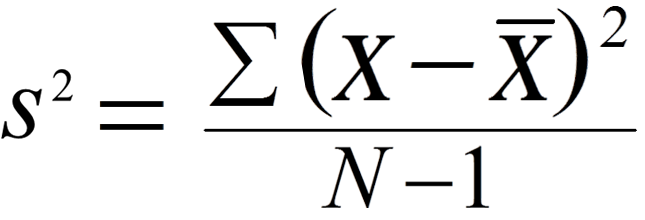 s² = ∑(X − X̅)² / N − 1